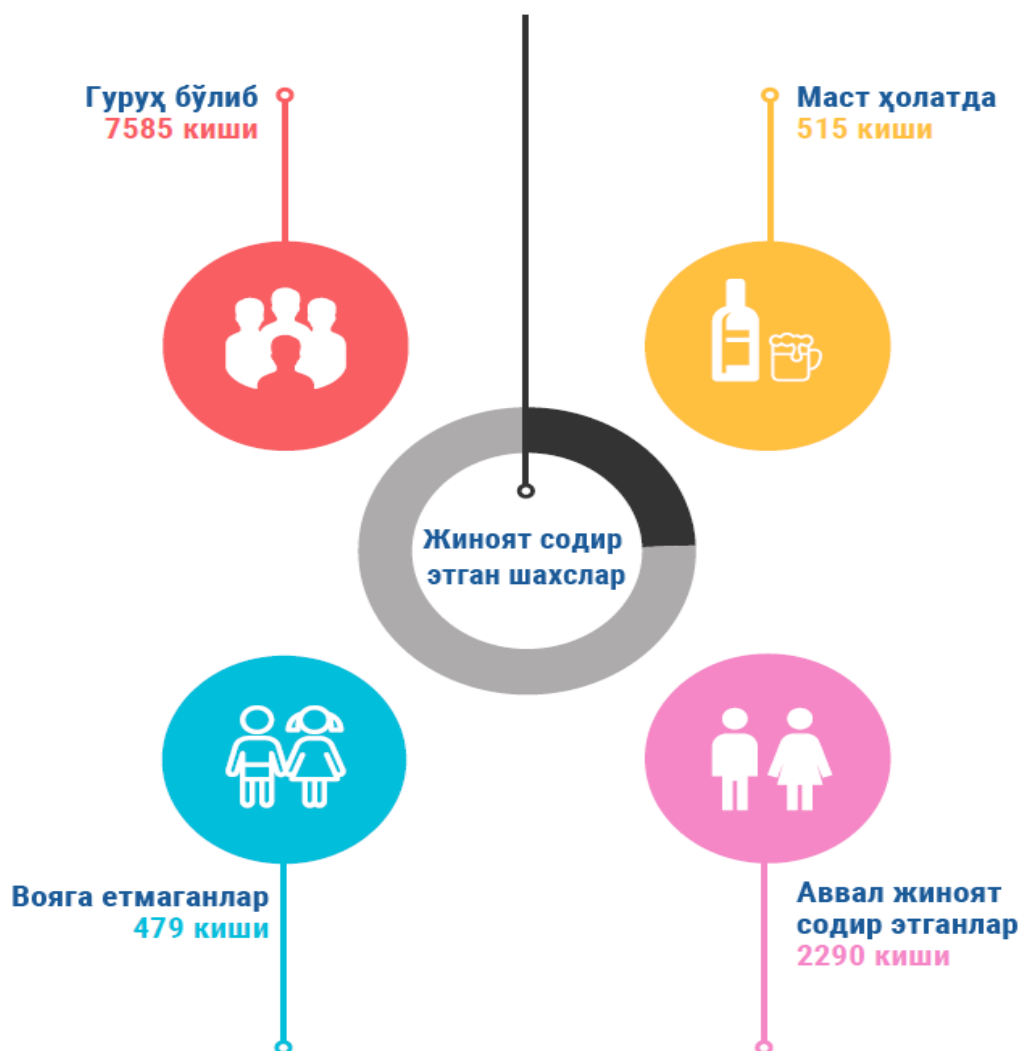 Гуруҳ бўлиб
7585 киши
Маст ҳолатда
515 киши
Жиноят содир
этган шахслар
Вояга етмаганлар
479 киши
Аввал жиноят
содир этганлар
2290 киши